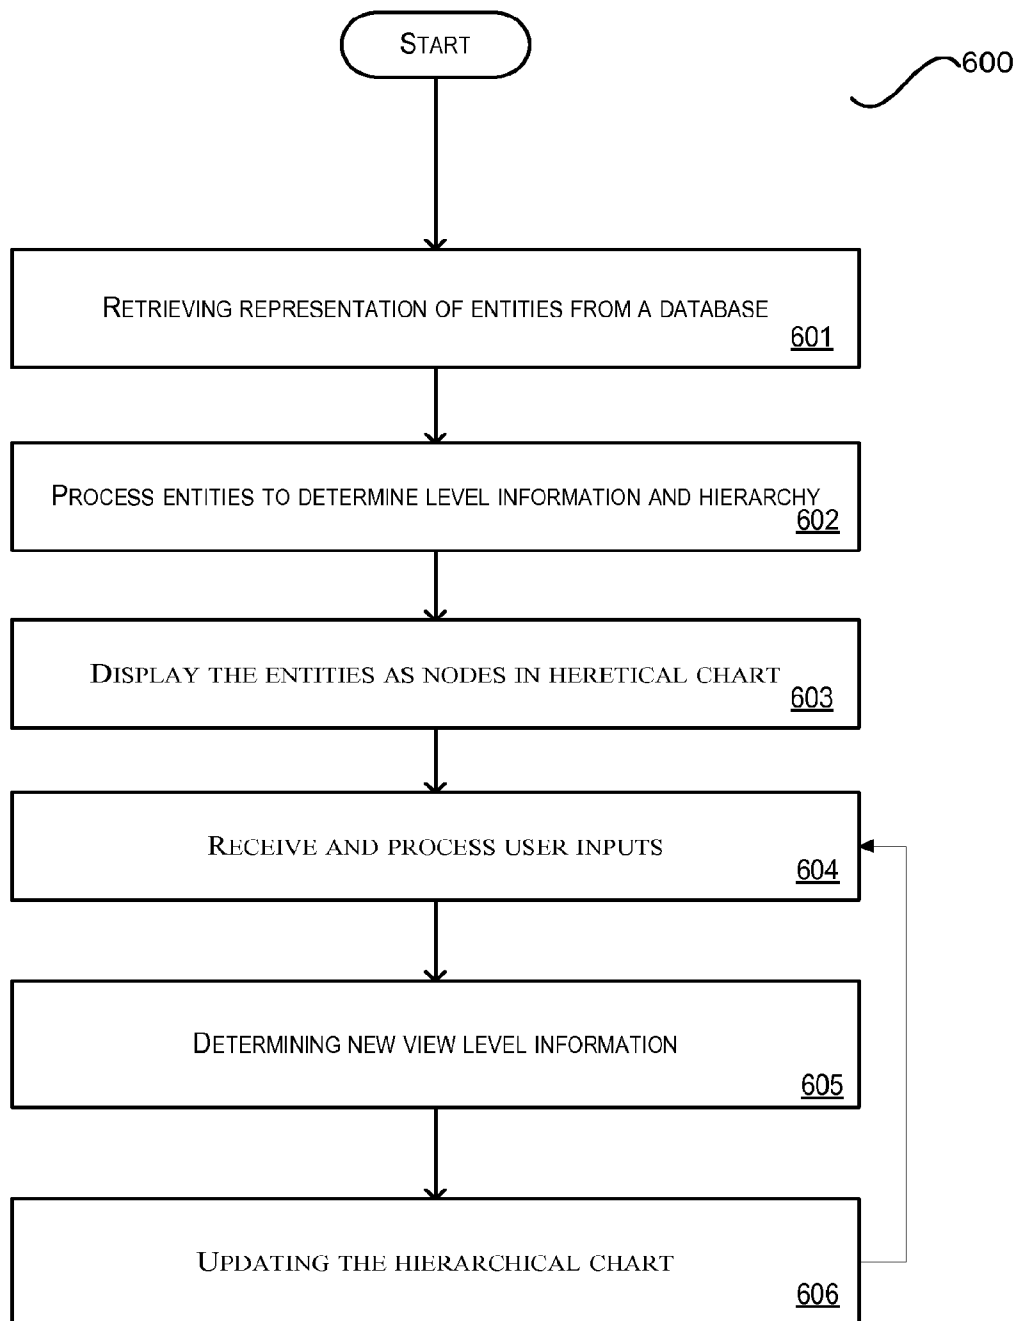 START
600
RETRIEVING REPRESENTATION OF ENTITIES FROM A DATABASE
601
PROCESS ENTITIES TO DETERMINE LEVEL INFORMATION AND HIERARCHY
602
DISPLAY THE ENTITIES AS NODES IN HERETICAL CHART
603
RECEIVE AND PROCESS USER INPUTS
604
DETERMINING NEW VIEW LEVEL INFORMATION
605
UPDATING THE HIERARCHICAL CHART
606